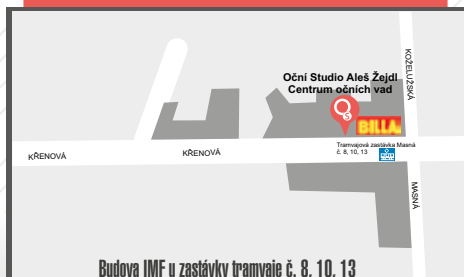 KOŽELUŽSKÁ
Oční Studio Aleš Žejdl
Centrum očních vad
BILLA
Tramvajová zastávka Masná
č. 8, 10, 13
KŘENOVÁ
KŘENOVÁ
MASNÁ
Budova IMF u zastávky tramvaje č. 8, 10, 13